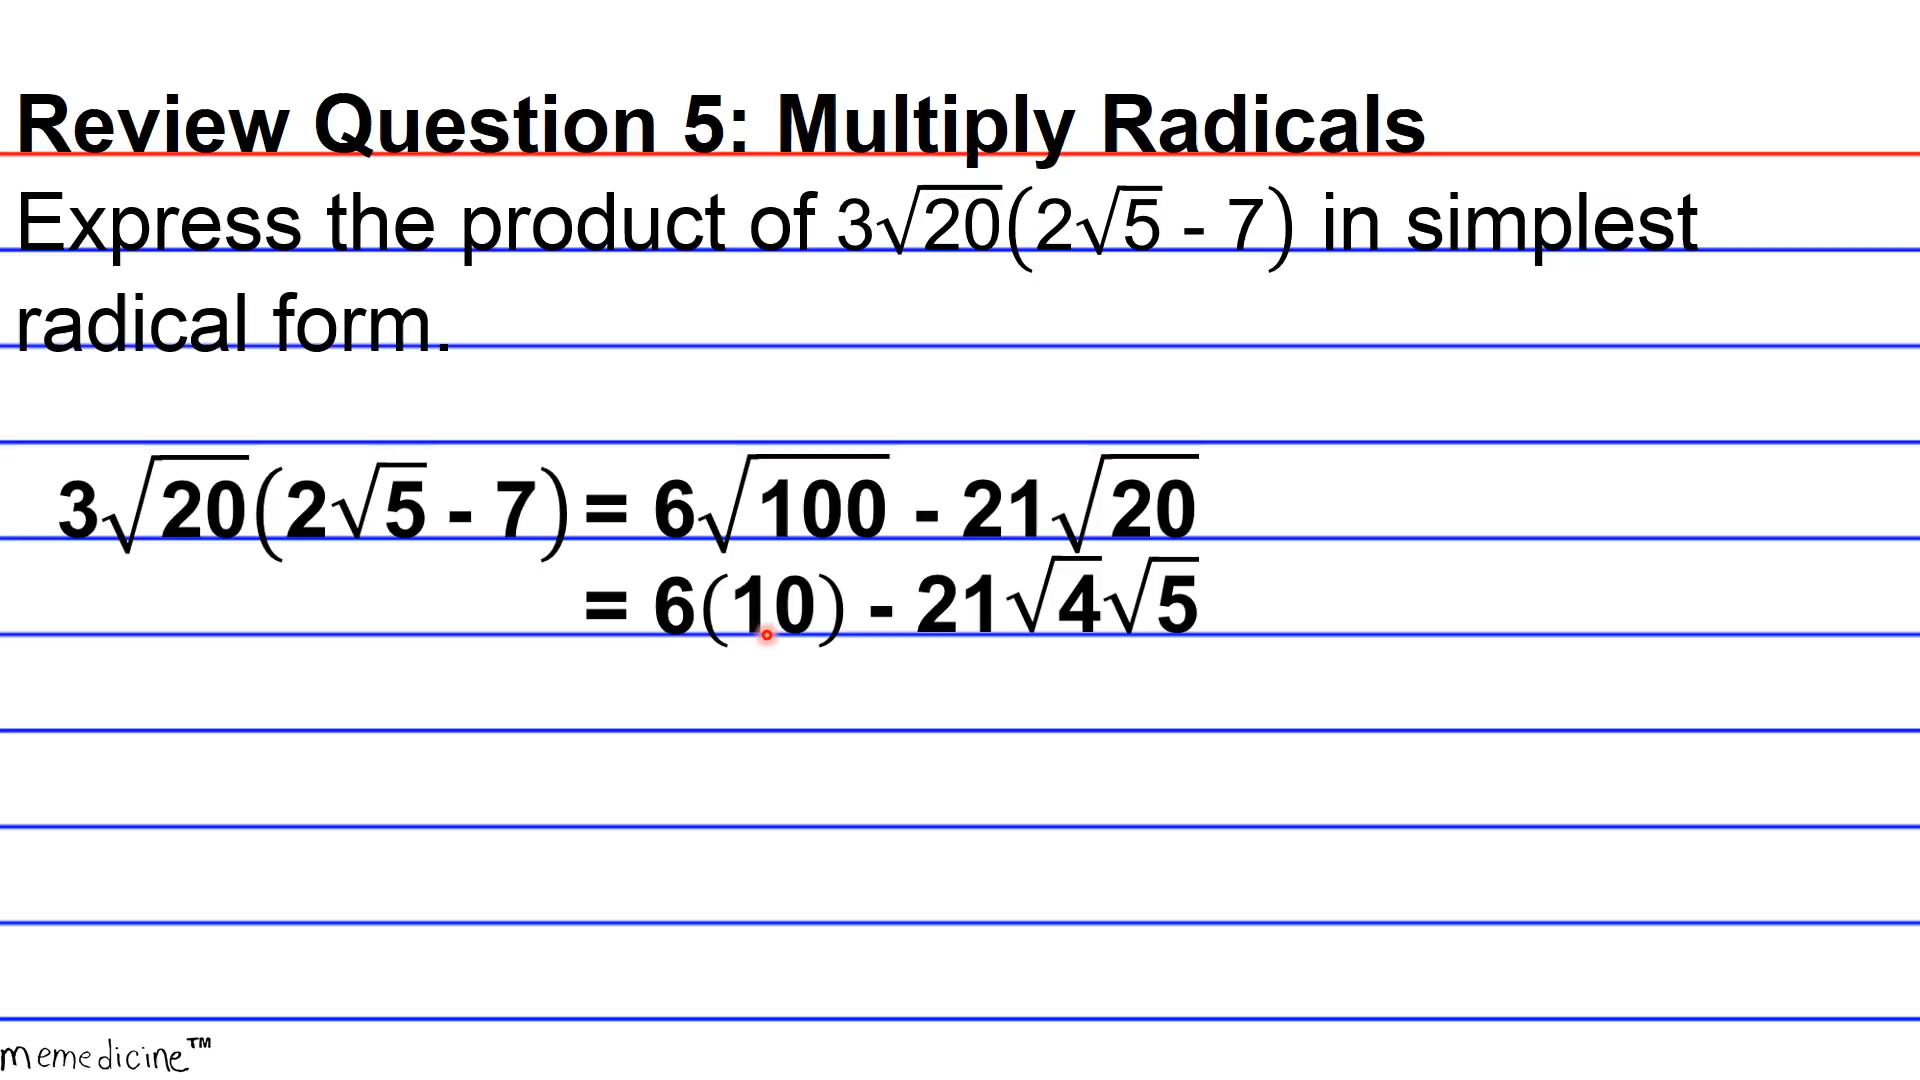 Review Question 5: Multiply Radicals
Express the product of 3√20(2√5 - 7) in simplest
radical form.
3√20(2√5 - 7) = 6√100 - 21√20
= 6(10) - 21√4√5
memedicine™